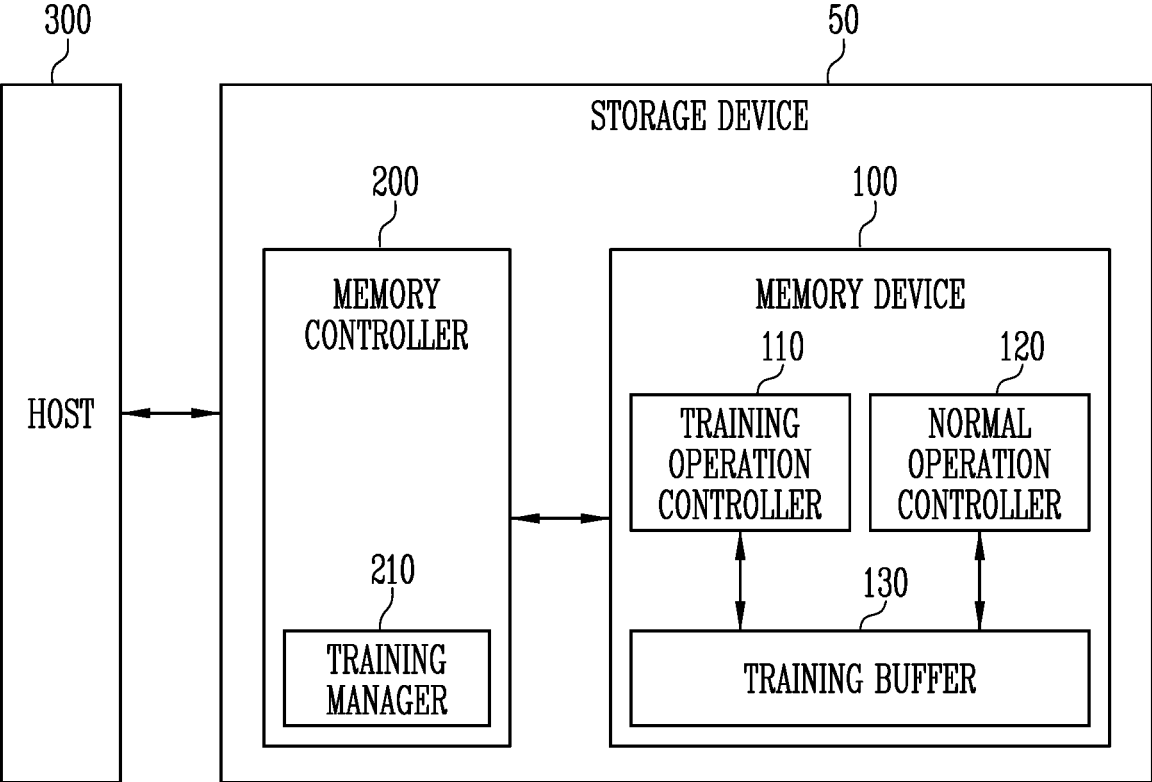 300
50
STORAGE DEVICE
200
100
MEMORY
CONTROLLER
MEMORY DEVICE
110
120
HOST
TRAINING
OPERATION
CONTROLLER
NORMAL
OPERATION
CONTROLLER
210
130
TRAINING
MANAGER
TRAINING BUFFER